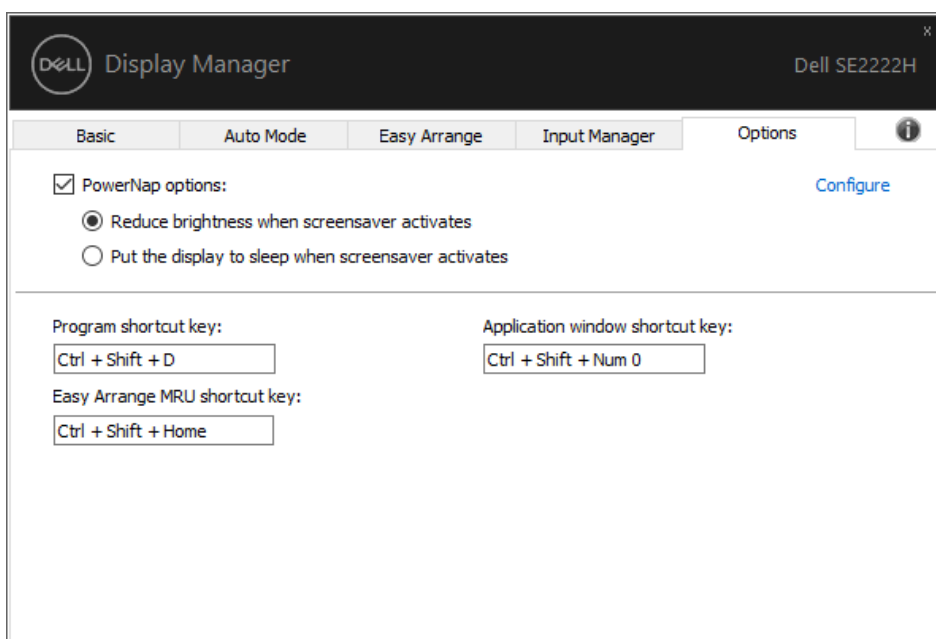 x
DELL Display Manager Dell SE2222H
Basic Auto Mode Easy Arrange Input Manager Options i
PowerNap options: Configure
Reduce brightness when screensaver activates
Put the display to sleep when screensaver activates
Program shortcut key: Application window shortcut key:
Ctrl + Shift + D Ctrl + Shift + Num 0
Easy Arrange MRU shortcut key:
Ctrl + Shift + Home